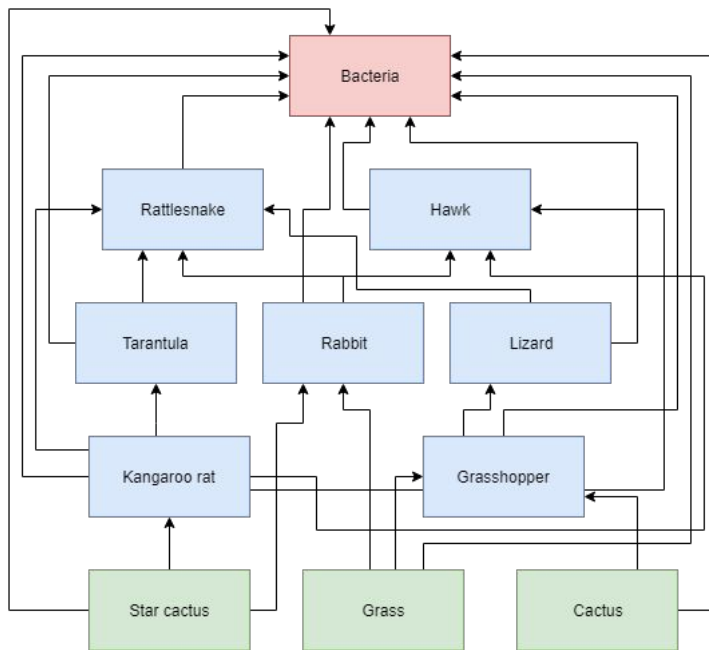 Bacteria
Rattlesnake
Hawk
Tarantula
Rabbit
Lizard
Kangaroo rat
Grasshopper
Star cactus
Grass
Cactus